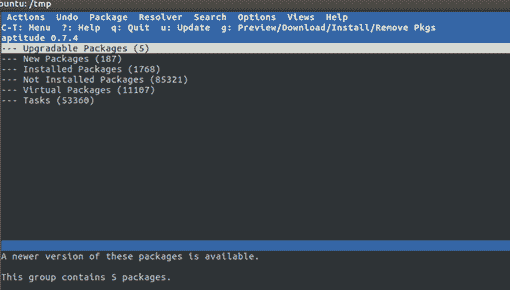 ubuntu: /tmp
Actions Undo Package Resolver Search Options Views Help
C-T: Menu ?: Help q: Quit u: Update g: Preview/Download/Install/Remove Pkgs
aptitude 0.7.4
--- Upgradable Packages (5)
--- New Packages (187)
--- Installed Packages (1768)
--- Not Installed Packages (85321)
--- Virtual Packages (11107)
--- Tasks (53360)
A newer version of these packages is available.
This group contains 5 packages.